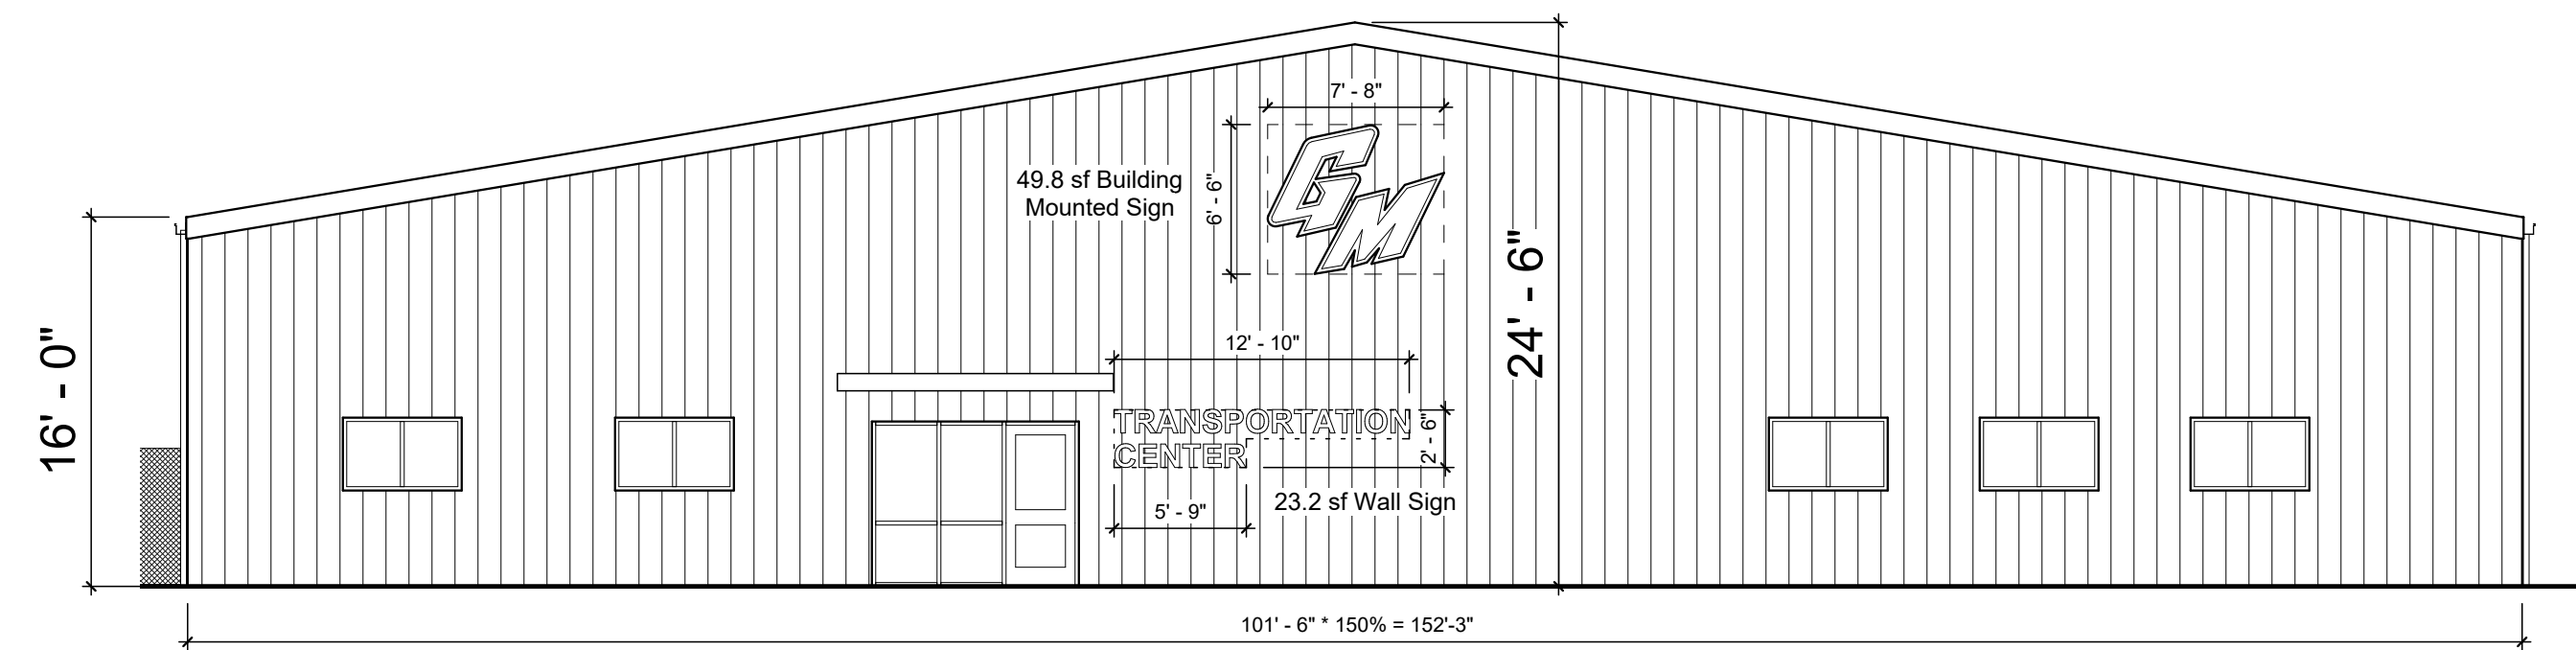 7' - 8"
49.8 sf Building
Mounted Sign
6' - 6"
GM
24' - 6"
16' - 0"
12' - 10"
TRANSPORTATION
CENTER
2' - 6"
23.2 sf Wall Sign
5' - 9"
101' - 6" * 150% = 152'-3"